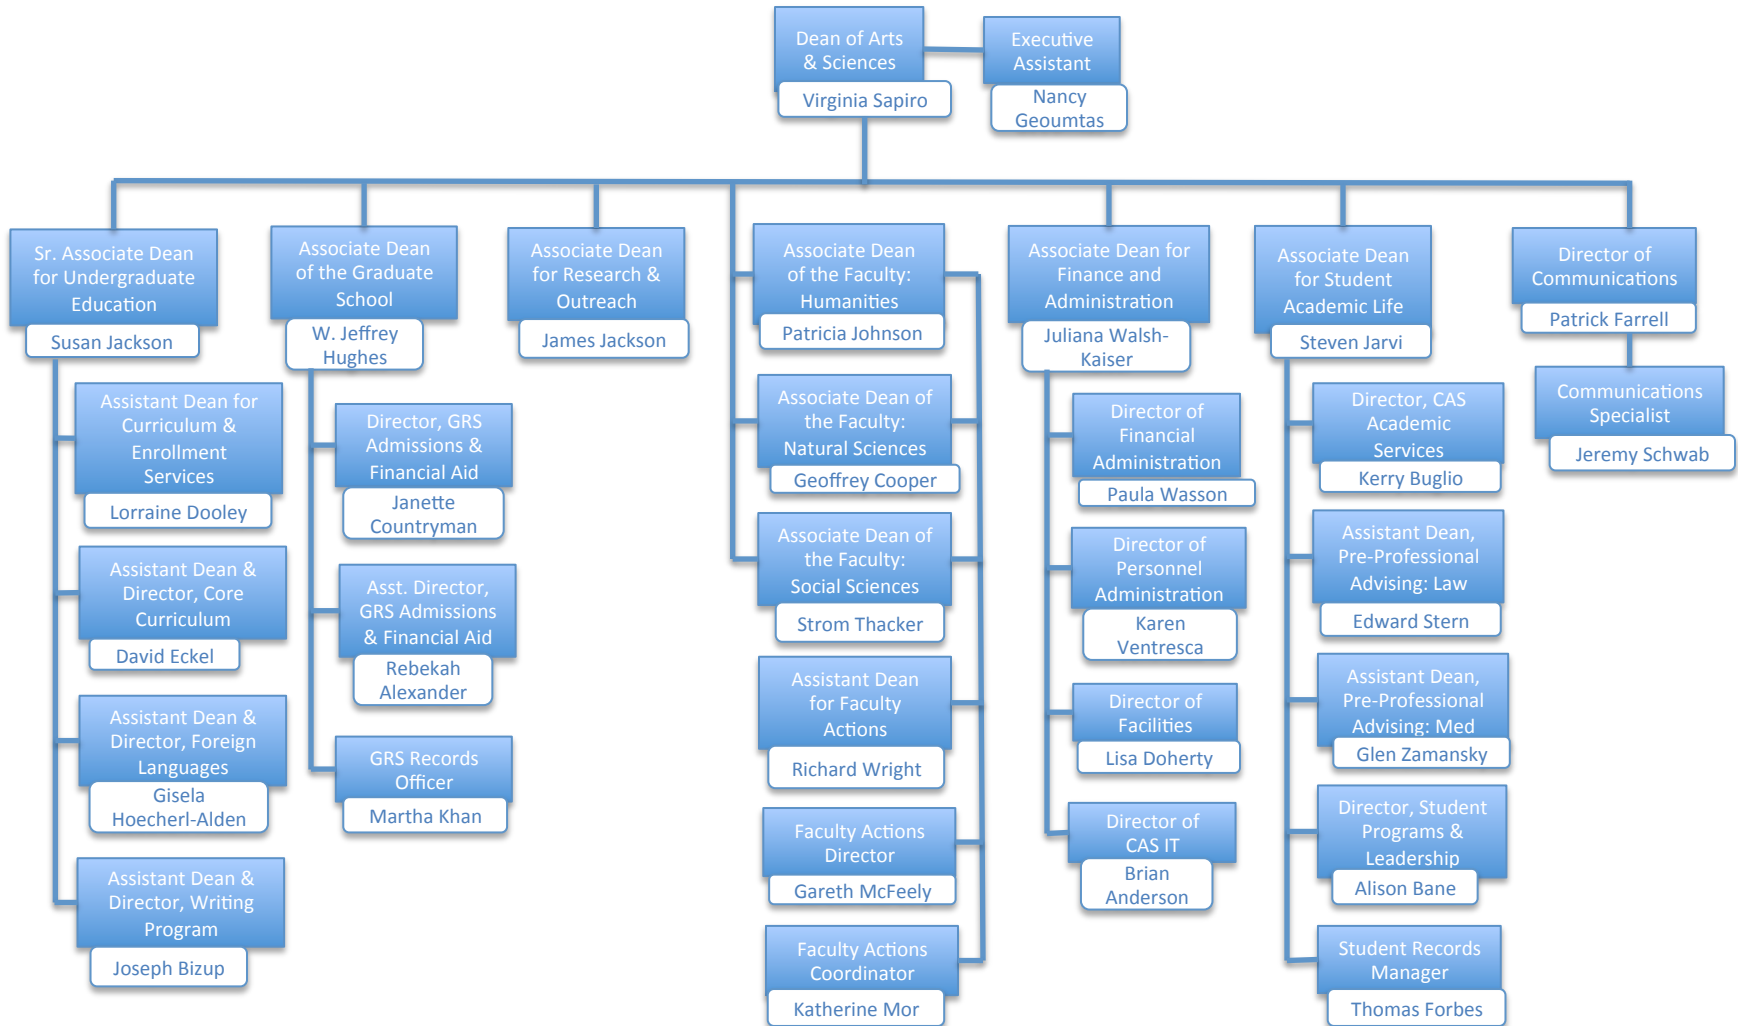 Dean of Arts
& Sciences
Virginia Sapiro
Executive
Assistant
Nancy
Geoumtas
Sr. Associate Dean
for Undergraduate
Education
Susan Jackson
Assistant Dean for
Curriculum &
Enrollment
Services
Lorraine Dooley
Assistant Dean &
Director, Core
Curriculum
David Eckel
Assistant Dean &
Director, Foreign
Languages
Gisela
Hoecherl-Alden
Assistant Dean &
Director, Writing
Program
Joseph Bizup
Associate Dean
of the Graduate
School
W. Jeffrey
Hughes
Director, GRS
Admissions &
Financial Aid
Janette
Countryman
Asst. Director,
GRS Admissions
& Financial Aid
Rebekah
Alexander
GRS Records
Officer
Martha Khan
Associate Dean
for Research &
Outreach
James Jackson
Associate Dean
of the Faculty:
Humanities
Patricia Johnson
Associate Dean of
the Faculty:
Natural Sciences
Geoffrey Cooper
Associate Dean of
the Faculty:
Social Sciences
Strom Thacker
Assistant Dean
for Faculty
Actions
Richard Wright
Faculty Actions
Director
Gareth McFeely
Faculty Actions
Coordinator
Katherine Mor
Associate Dean for
Finance and
Administration
Juliana Walsh-
Kaiser
Director of
Financial
Administration
Paula Wasson
Director of
Personnel
Administration
Karen
Ventresca
Director of
Facilities
Lisa Doherty
Director of
CAS IT
Brian
Anderson
Associate Dean
for Student
Academic Life
Steven Jarvi
Director, CAS
Academic
Services
Kerry Buglio
Assistant Dean,
Pre-Professional
Advising: Law
Edward Stern
Assistant Dean,
Pre-Professional
Advising: Med
Glen Zamansky
Director, Student
Programs &
Leadership
Alison Bane
Student Records
Manager
Thomas Forbes
Director of
Communications
Patrick Farrell
Communications
Specialist
Jeremy Schwab